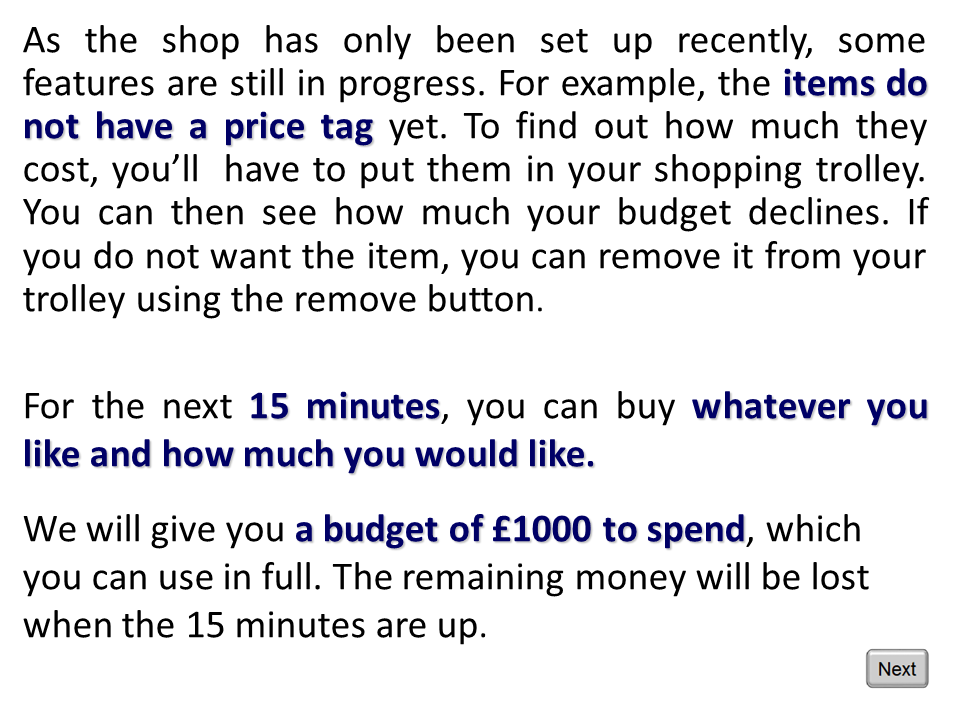 As the shop has only been set up recently, some
features are still in progress. For example, the items do
not have a price tag yet. To find out how much they
cost, you’ll  have to put them in your shopping trolley.
You can then see how much your budget declines. If
you do not want the item, you can remove it from your
trolley using the remove button.
For the next 15 minutes, you can buy whatever you
like and how much you would like.
We will give you a budget of £1000 to spend, which
you can use in full. The remaining money will be lost
when the 15 minutes are up.
Next